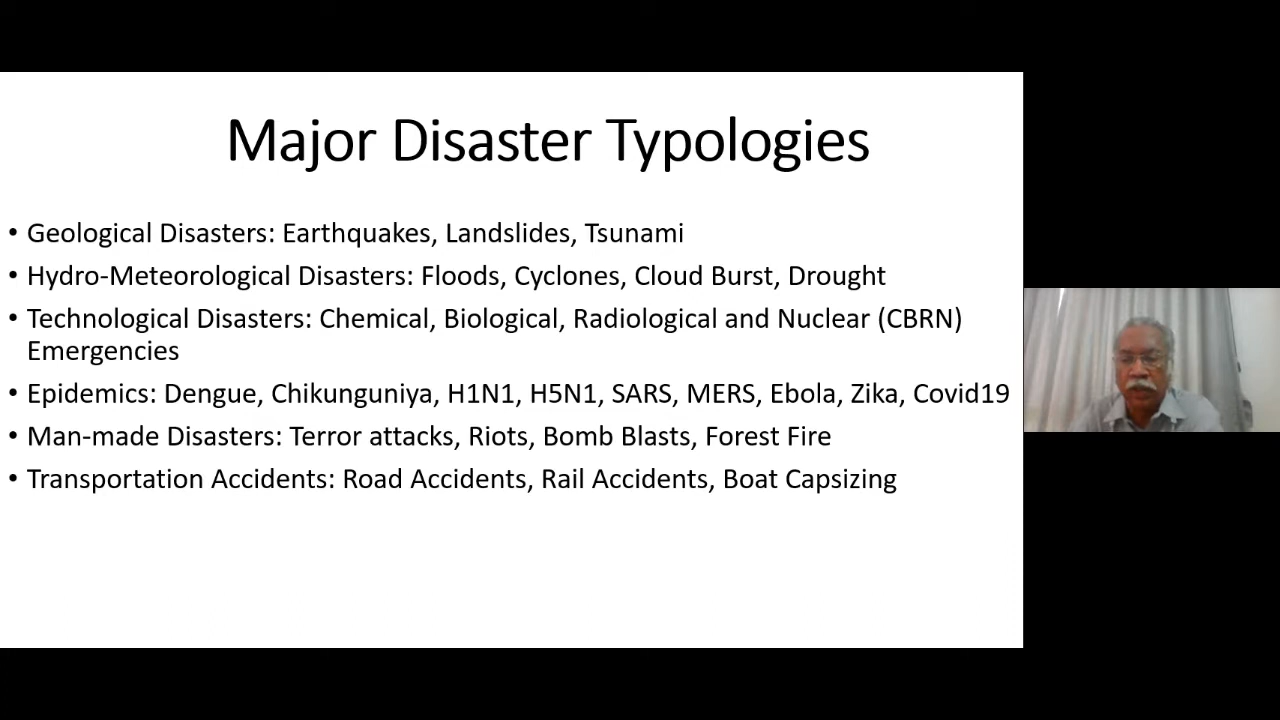 Major Disaster Typologies
• Geological Disasters: Earthquakes, Landslides, Tsunami
• Hydro-Meteorological Disasters: Floods, Cyclones, Cloud Burst, Drought
• Technological Disasters: Chemical, Biological, Radiological and Nuclear (CBRN)
Emergencies
• Epidemics: Dengue, Chikunguniya, H1N1, H5N1, SARS, MERS, Ebola, Zika, Covid19
• Man-made Disasters: Terror attacks, Riots, Bomb Blasts, Forest Fire
• Transportation Accidents: Road Accidents, Rail Accidents, Boat Capsizing